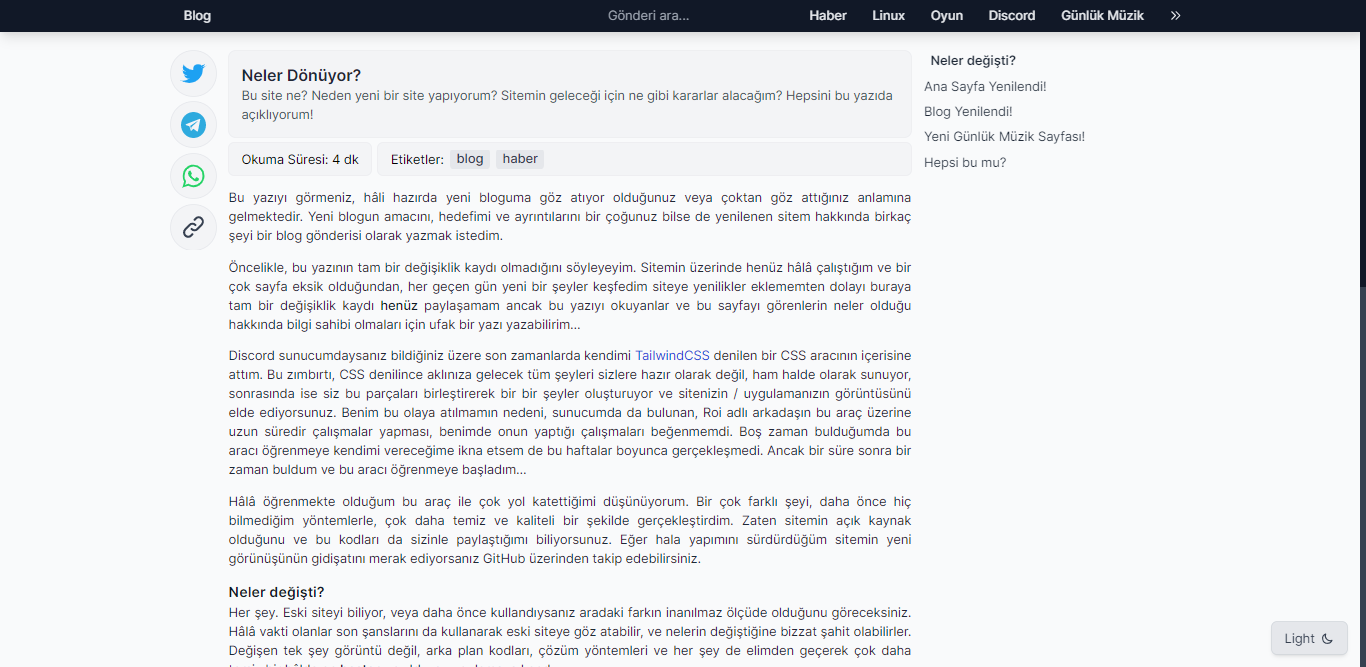 Blog
Gönderi ara...
Haber
Linux
Oyun
Discord
Günlük Müzik
Neler Dönüyor?
Bu site ne? Neden yeni bir site yapıyorum? Sitemin geleceği için ne gibi kararlar alacağım? Hepsini bu yazıda
açıklıyorum!
Okuma Süresi: 4 dk
Etiketler: blog haber
Bu yazıyı görmeniz, hâli hazırda yeni bloguma göz atıyor olduğunuz veya çoktan göz attığınız anlamına
gelmektedir. Yeni blogun amacını, hedefimi ve ayrıntılarını bir çoğunuz bilse de yenilenen sitem hakkında birkaç
şeyi bir blog gönderisi olarak yazmak istedim.
Öncelikle, bu yazının tam bir değişiklik kaydı olmadığını söyleyeyim. Sitemin üzerinde henüz hâlâ çalıştığım ve bir
çok sayfa eksik olduğundan, her geçen gün yeni bir şeyler keşfedim siteye yenilikler eklememten dolayı buraya
tam bir değişiklik kaydı henüz paylaşamam ancak bu yazıyı okuyanlar ve bu sayfayı görenlerin neler olduğu
hakkında bilgi sahibi olmaları için ufak bir yazı yazabilirim...
Discord sunucumdaysanız bildiğiniz üzere son zamanlarda kendimi TailwindCSS denilen bir CSS aracının içerisine
attım. Bu zımbırtı, CSS denilince aklınıza gelecek tüm şeyleri sizlere hazır olarak değil, ham halde olarak sunuyor,
sonrasında ise siz bu parçaları birleştirerek bir bir şeyler oluşturuyor ve sitenizin / uygulamanızın görüntüsünü
elde ediyorsunuz. Benim bu olaya atılmamın nedeni, sunucumda da bulunan, Roi adlı arkadaşın bu araç üzerine
uzun süredir çalışmalar yapması, benimde onun yaptığı çalışmaları beğenmemdi. Boş zaman bulduğumda bu
aracı öğrenmeye kendimi vereceğime ikna etsem de bu haftalar boyunca gerçekleşmedi. Ancak bir süre sonra bir
zaman buldum ve bu aracı öğrenmeye başladım...
Hâlâ öğrenmekte olduğum bu araç ile çok yol katettiğimi düşünüyorum. Bir çok farklı şeyi, daha önce hiç
bilmediğim yöntemlerle, çok daha temiz ve kaliteli bir şekilde gerçekleştirdim. Zaten sitemin açık kaynak
olduğunu ve bu kodları da sizinle paylaştığımı biliyorsunuz. Eğer hala yapımını sürdürdüğüm sitemin yeni
görünüşünün gidişatını merak ediyorsanız GitHub üzerinden takip edebilirsiniz.
Neler değişti?
Her şey. Eski siteyi biliyor, veya daha önce kullandıysanız aradaki farkın inanılmaz ölçüde olduğunu göreceksiniz.
Hâlâ vakti olanlar son şanslarını da kullanarak eski siteye göz atabilir, ve nelerin değiştiğine bizzat şahit olabilirler.
Değişen tek şey görüntü değil, arka plan kodları, çözüm yöntemleri ve her şey de elimden geçerek çok daha
Neler değişti?
Ana Sayfa Yenilendi!
Blog Yenilendi!
Yeni Günlük Müzik Sayfası!
Hepsi bu mu?
Light